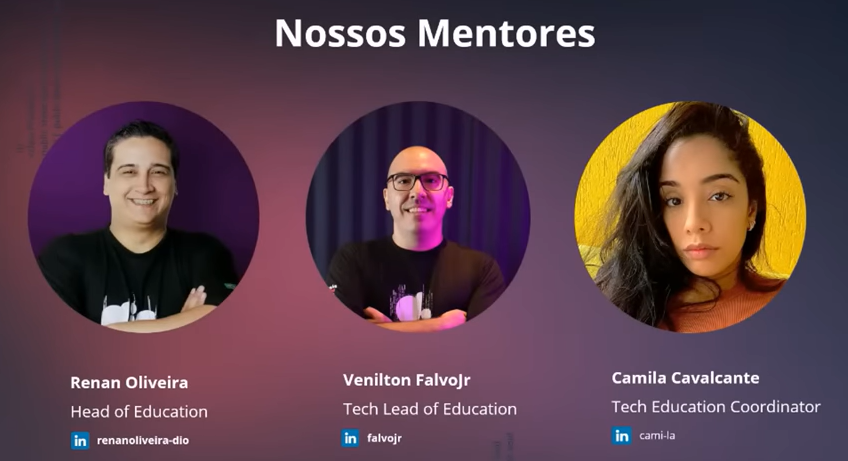 Nossos Mentores
Renan Oliveira
Head of Education
in renanoliveira-dio
Venilton FalvoJr
Tech Lead of Education
in falvojr
Camila Cavalcante
Tech Education Coordinator
in cami-la